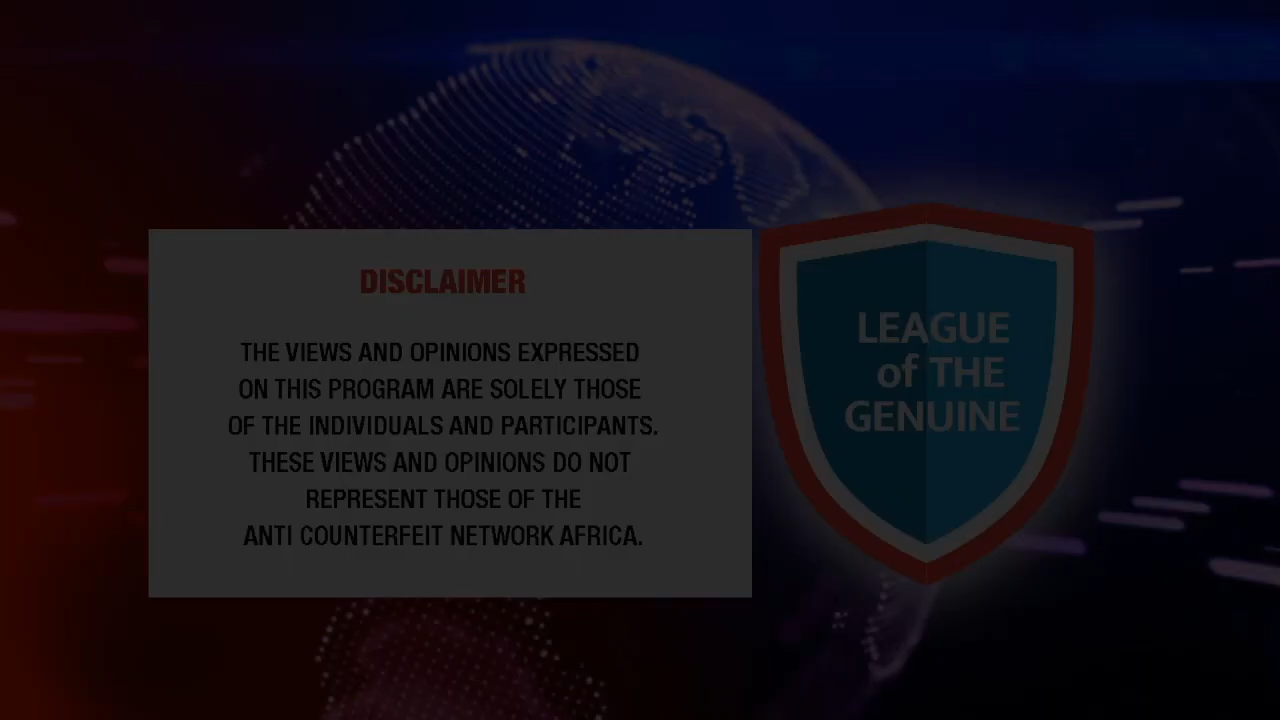 DISCLAIMER
THE VIEWS AND OPINIONS EXPRESSED
ON THIS PROGRAM ARE SOLELY THOSE
OF THE INDIVIDUALS AND PARTICIPANTS.
THESE VIEWS AND OPINIONS DO NOT
REPRESENT THOSE OF THE
ANTI COUNTERFEIT NETWORK AFRICA.
LEAGUE
of THE
GENUINE